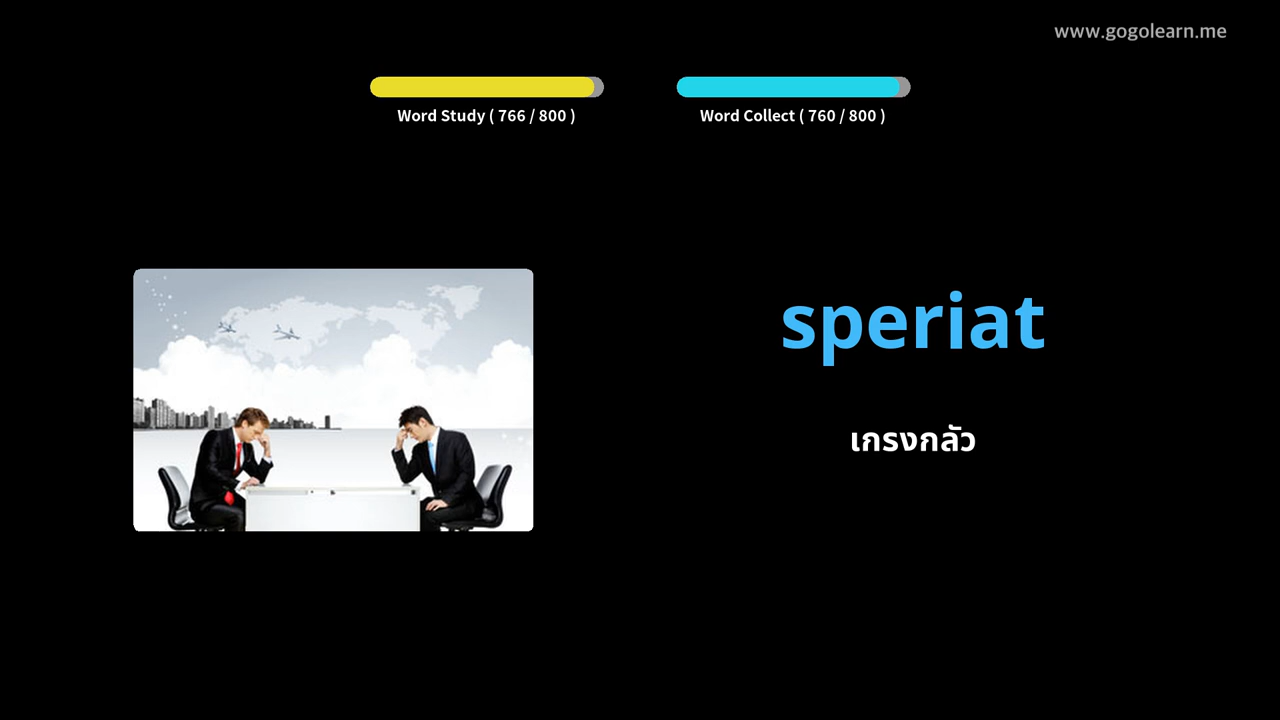 www.gogolearn.me
Word Study ( 766 / 800 )
Word Collect ( 760 / 800 )
speriat
เกรงกลัว